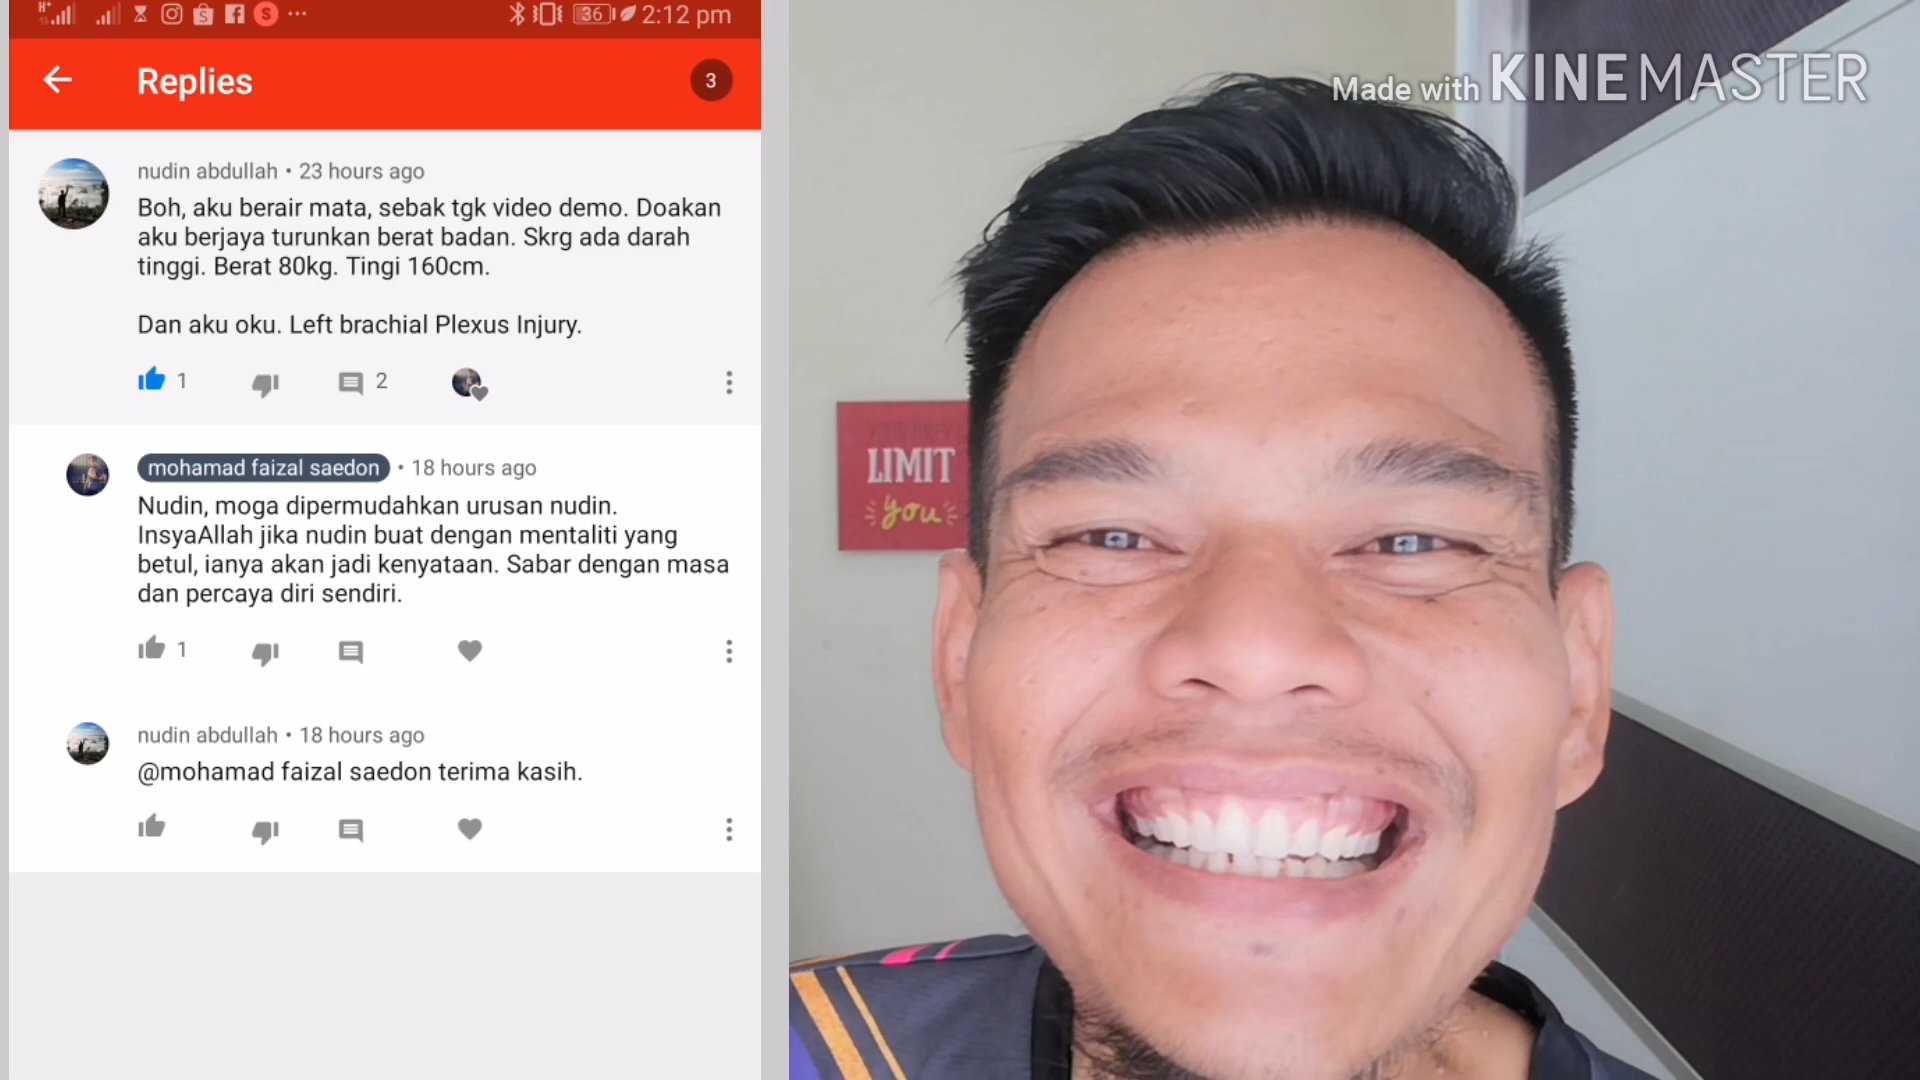 H+
36
2:12 pm
Replies
3
nudin abdullah • 23 hours ago
Boh, aku berair mata, sebak tgk video demo. Doakan
aku berjaya turunkan berat badan. Skrg ada darah
tinggi. Berat 80kg. Tingi 160cm.
Dan aku oku. Left brachial Plexus Injury.
1
2
mohamad faizal saedon • 18 hours ago
Nudin, moga dipermudahkan urusan nudin.
InsyaAllah jika nudin buat dengan mentaliti yang
betul, ianya akan jadi kenyataan. Sabar dengan masa
dan percaya diri sendiri.
1
nudin abdullah • 18 hours ago
@mohamad faizal saedon terima kasih.
Made with KINEMASTER
LIMIT
you